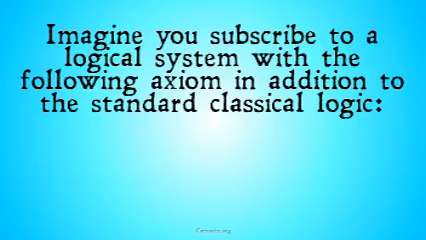 Imagine you subscribe to a
logical system with the
following axiom in addition to
the standard classical logic: